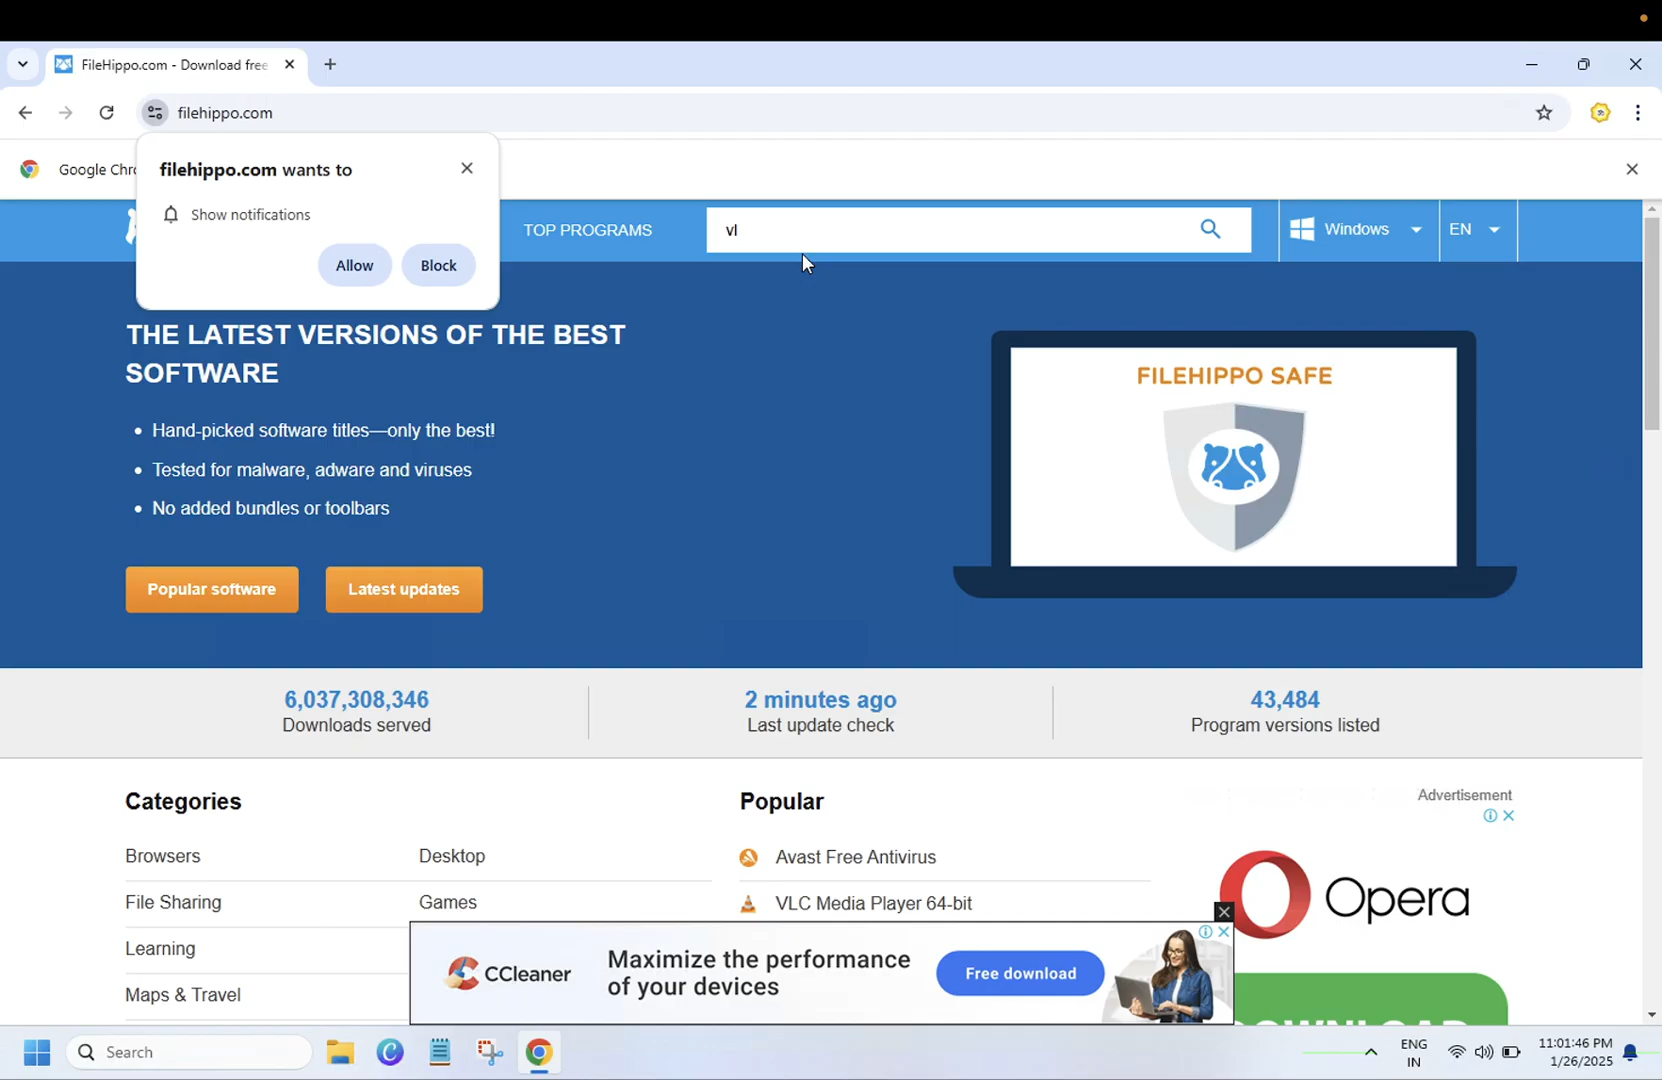 FileHippo.com - Download free
filehippo.com
Google Chr
filehippo.com wants to
Show notifications
Allow
Block
TOP PROGRAMS
vl
Windows
EN
THE LATEST VERSIONS OF THE BEST
SOFTWARE
• Hand-picked software titles—only the best!
• Tested for malware, adware and viruses
• No added bundles or toolbars
Popular software
Latest updates
FILEHIPPO SAFE
6,037,308,346
Downloads served
2 minutes ago
Last update check
43,484
Program versions listed
Categories
Browsers
Desktop
File Sharing
Games
Learning
Maps & Travel
Popular
Avast Free Antivirus
VLC Media Player 64-bit
Advertisement
Opera
DOWNLOAD
CCleaner
Maximize the performance
of your devices
Free download
Search
ENG
IN
11:01:46 PM
1/26/2025